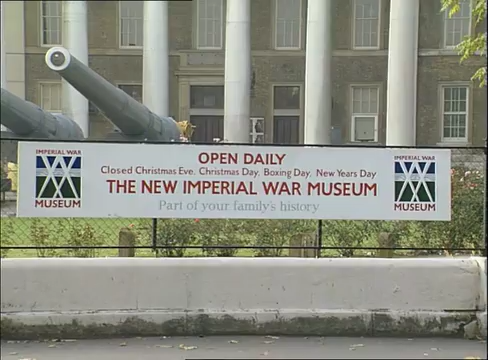 IMPERIAL WAR
MUSEUM
OPEN DAILY
Closed Christmas Eve, Christmas Day, Boxing Day, New Years Day
THE NEW IMPERIAL WAR MUSEUM
Part of your family's history
IMPERIAL WAR
MUSEUM